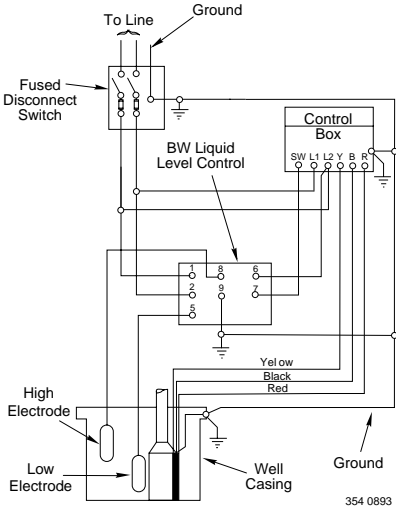 To Line
Ground
Fused
Disconnect
Switch
BW Liquid
Level Control
Control
Box
SW L1 L2 Y B R
1 8 6
2 9 7
5
Yel ow
Black
Red
High
Electrode
Low
Electrode
Well
Casing
Ground
354 0893